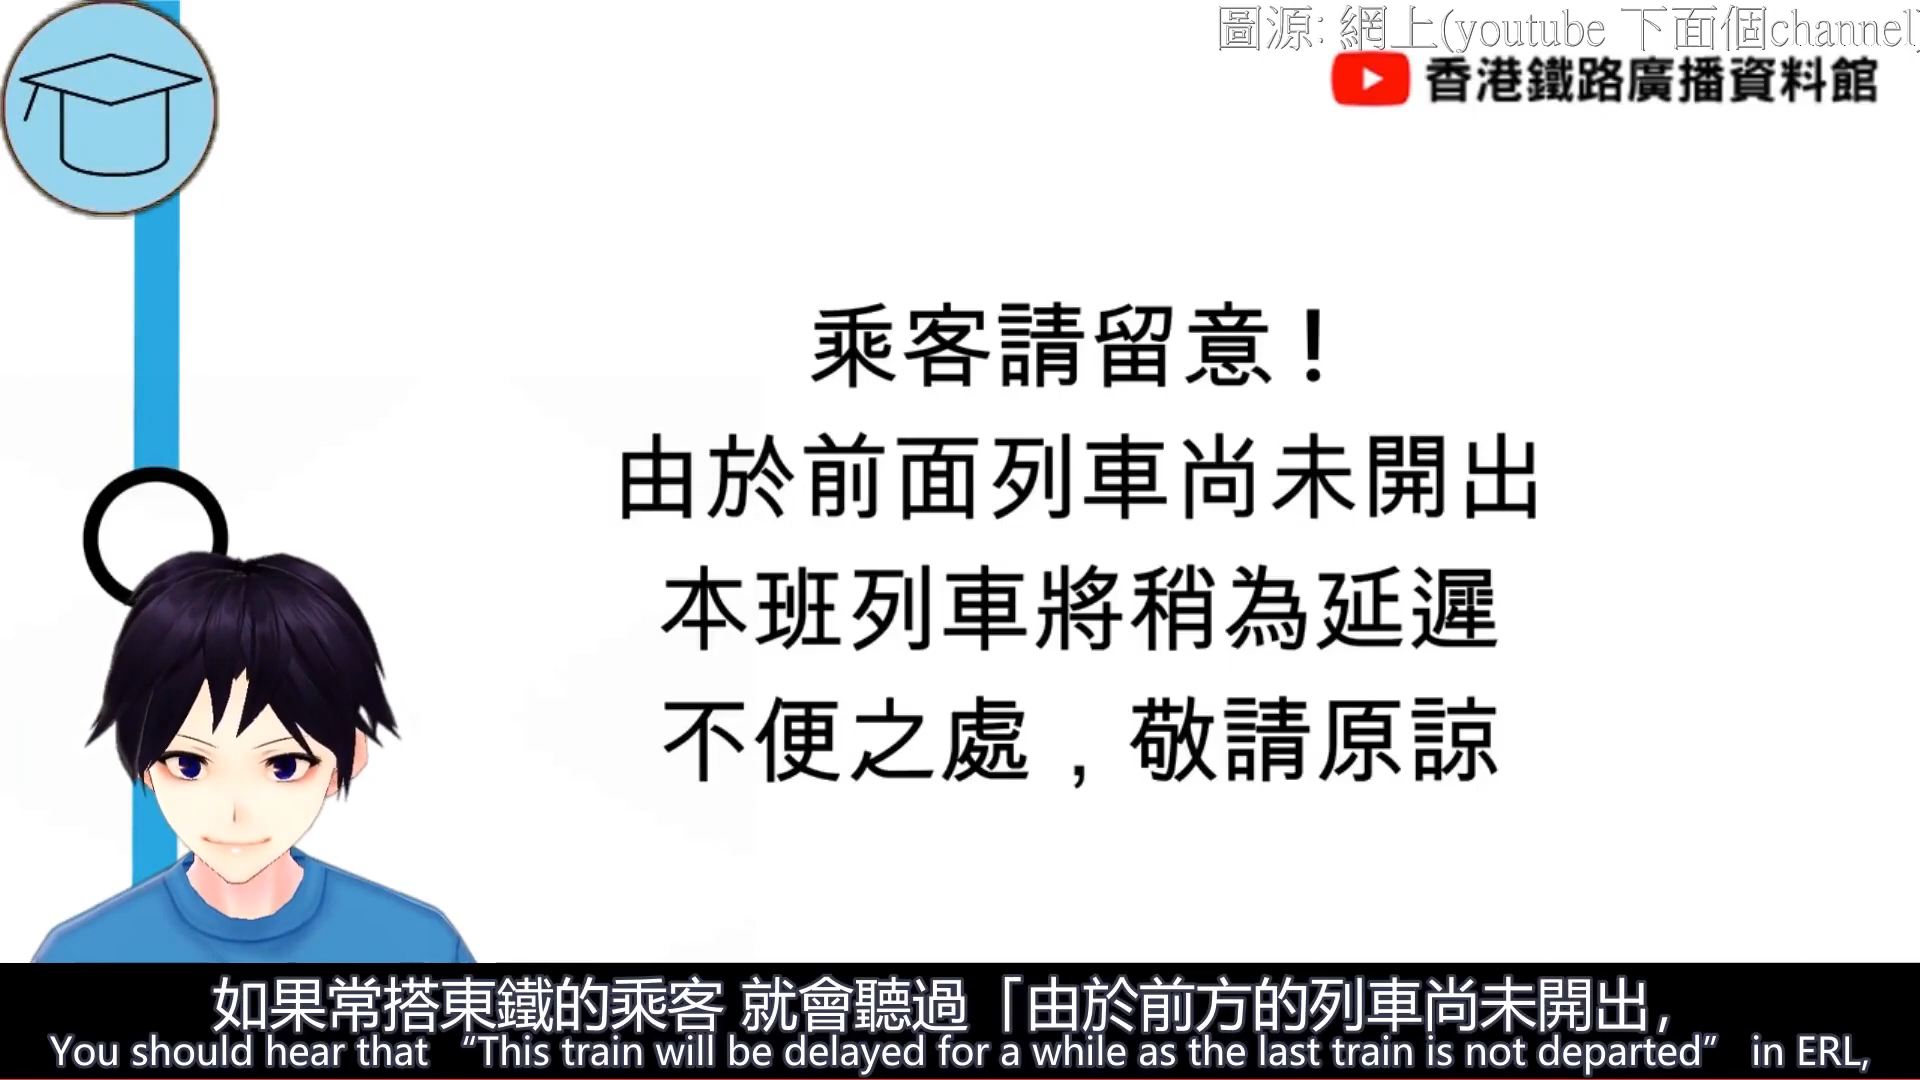 圖源: 網上(youtube 下面個channel)
香港鐵路廣播資料館
乘客請留意！
由於前面列車尚未開出
本班列車將稍為延遲
不便之處，敬請原諒
如果常搭東鐵的乘客 就會聽過「由於前方的列車尚未開出，
You should hear that “This train will be delayed for a while as the last train is not departed” in ERL,